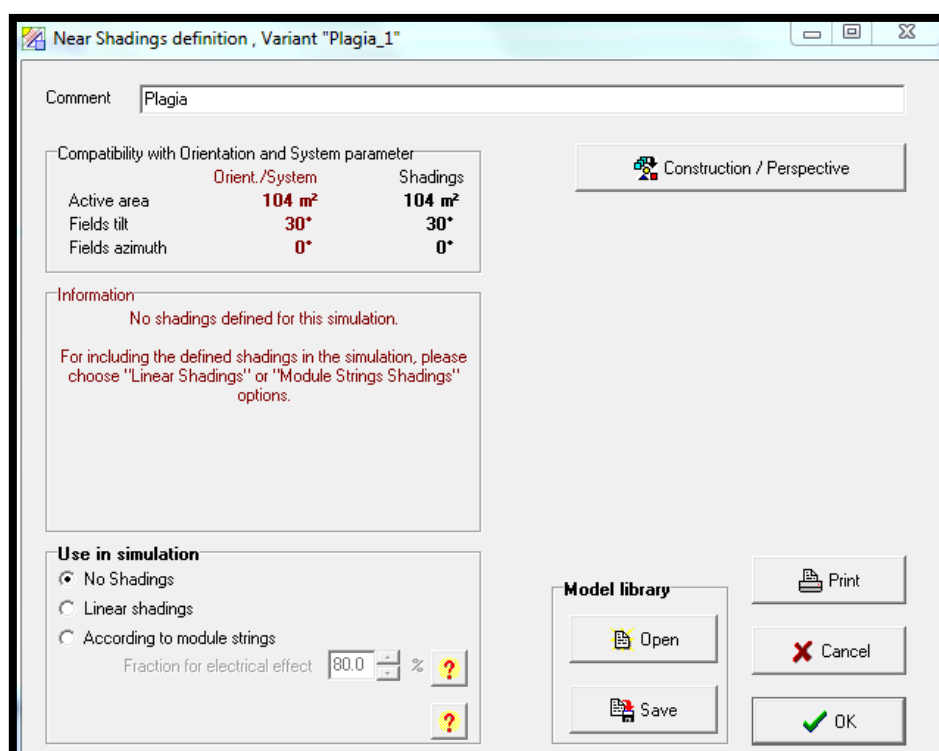 Near Shadings definition , Variant "Plagia_1"
Comment Plagia
Compatibility with Orientation and System parameter
Orient./System Shadings
Active area 104 m² 104 m²
Fields tilt 30° 30°
Fields azimuth 0° 0°
Construction / Perspective
Information
No shadings defined for this simulation.
For including the defined shadings in the simulation, please
choose "Linear Shadings" or "Module Strings Shadings"
options.
Use in simulation
No Shadings
Linear shadings
According to module strings
Fraction for electrical effect 80.0 % ?
?
Model library
Open
Save
Print
Cancel
OK